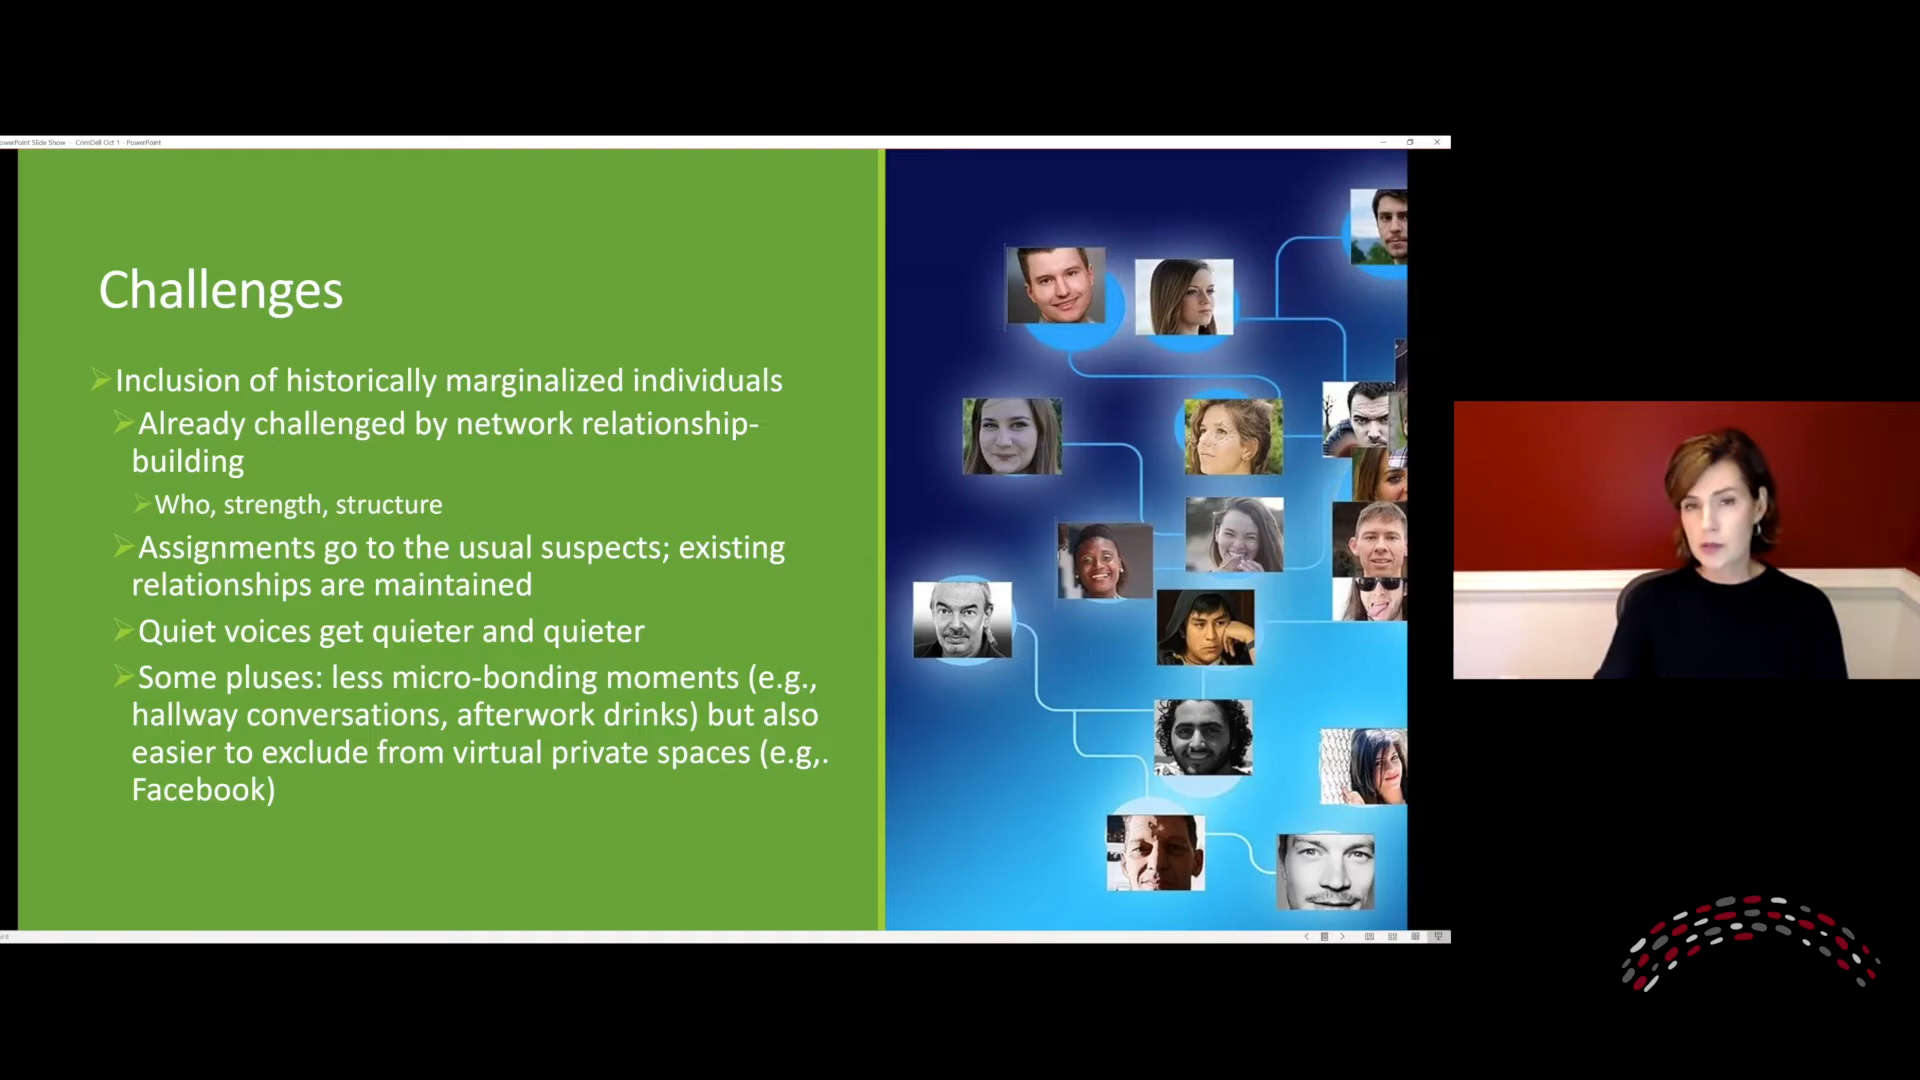 owerPoint Slide Show - CrimDell Oct 1 - PowerPoint
Challenges
Inclusion of historically marginalized individuals
Already challenged by network relationship-
building
Who, strength, structure
Assignments go to the usual suspects; existing
relationships are maintained
Quiet voices get quieter and quieter
Some pluses: less micro-bonding moments (e.g.,
hallway conversations, afterwork drinks) but also
easier to exclude from virtual private spaces (e.g,.
Facebook)